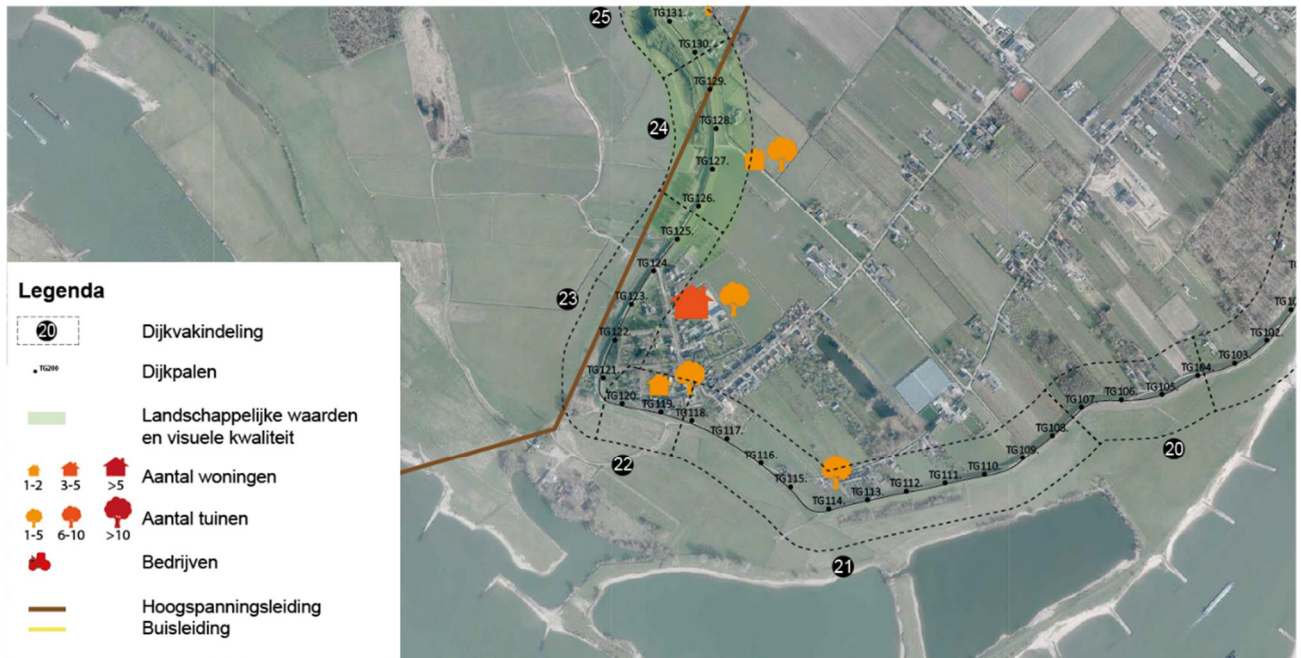 25
TG131.
TG130.
TG129.
24
TG128.
TG127.
TG126.
TG125.
TG124.
23
TG123.
TG122.
TG121.
TG120.
TG119.
TG118.
TG117.
22
TG116.
TG115.
TG114.
TG113.
TG112.
TG111.
TG110.
TG109.
TG108.
TG107
TG106.
TG105.
TG104.
TG103.
TG102.
20
21
Legenda
20 Dijkvakindeling
TG200 Dijkpalen
Landschappelijke waarden
en visuele kwaliteit
1-2 3-5 >5 Aantal woningen
1-5 6-10 >10 Aantal tuinen
Bedrijven
Hoogspanningsleiding
Buisleiding